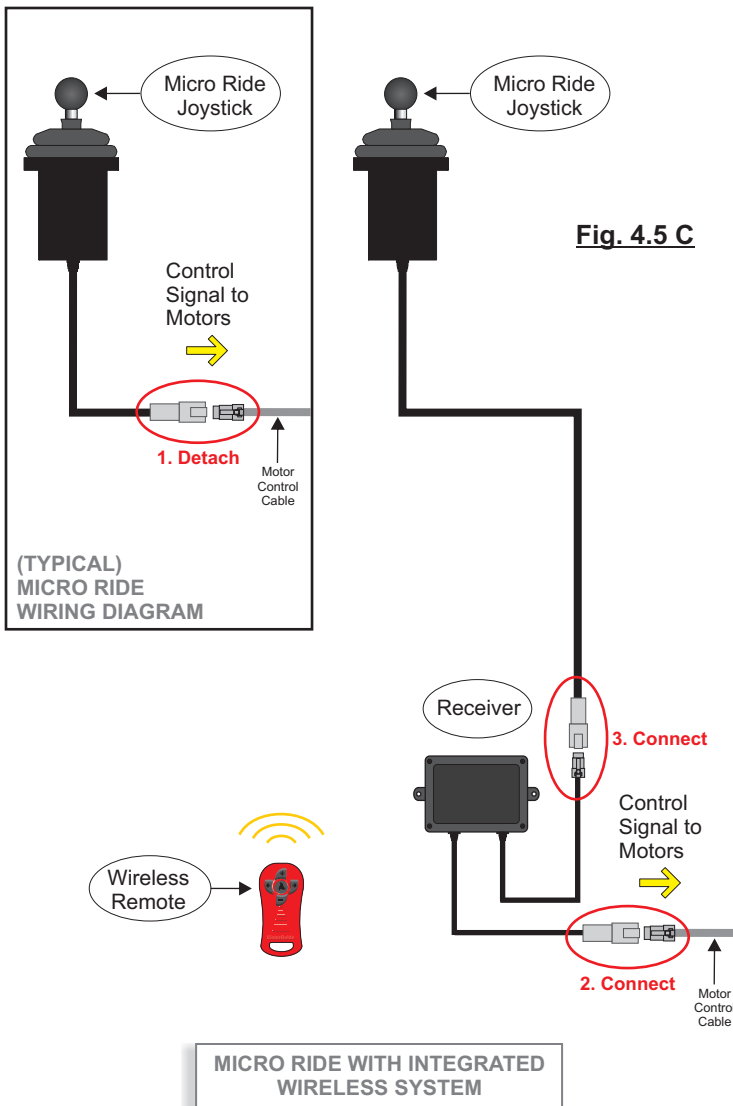 Micro Ride
Joystick
Control
Signal to
Motors
1. Detach
Motor
Control
Cable
(TYPICAL)
MICRO RIDE
WIRING DIAGRAM
Micro Ride
Joystick
Fig. 4.5 C
Receiver
3. Connect
Control
Signal to
Motors
Wireless
Remote
2. Connect
Motor
Control
Cable
MICRO RIDE WITH INTEGRATED
WIRELESS SYSTEM